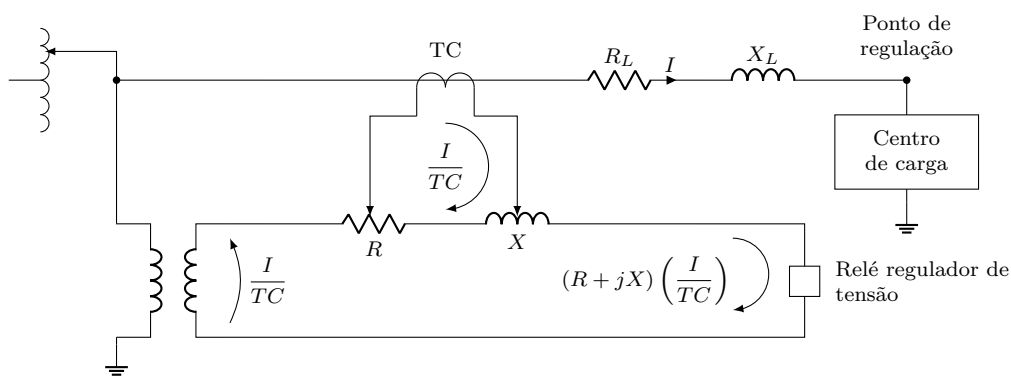 Ponto de
regulação
TC
R_L
I
X_L
Centro
de carga
I
TC
R
X
I
TC
(R + jX) (I/TC)
Relé regulador de
tensão